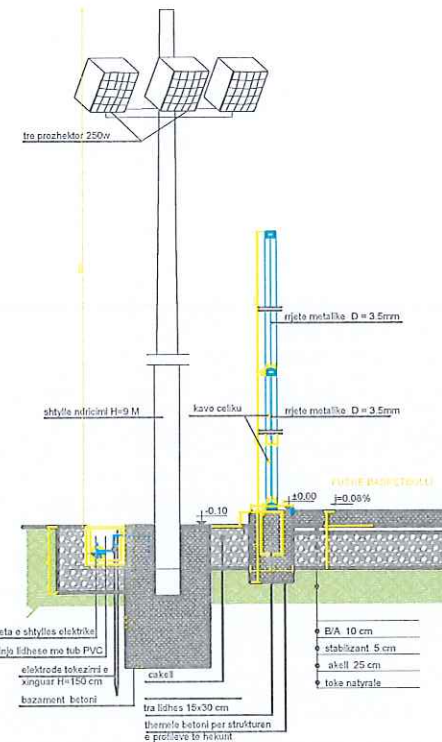 tre prozhektor 250w
rrjete metalike D = 3.5mm
shtylle ndricimi H=9 M
kavo celiku
rrjete metalike D = 3.5mm
±0.00
j=0.08%
-0.10
eta e shtylles elektrike
linje lidhese me tub PVC
elektrode tokezimi e
xinguar H=150 cm
bazament betoni
cakell
tra lidhes 15x30 cm
themele betoni per strukturen
e profileve te hekurit
B/A 10 cm
stabilizant 5 cm
akell 25 cm
toke natyrale